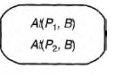 At(P₁, B)
At(P₂, B)